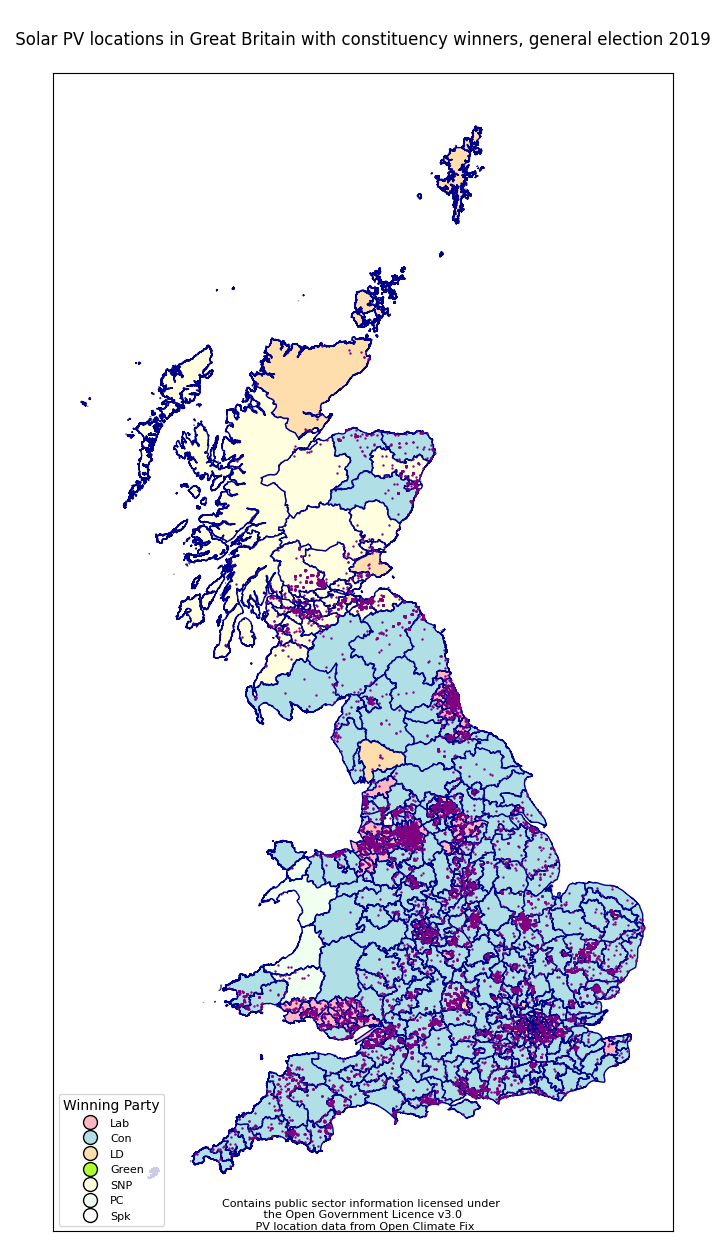 Solar PV locations in Great Britain with constituency winners, general election 2019
Winning Party
Lab
Con
LD
Green
SNP
PC
Spk
Contains public sector information licensed under
the Open Government Licence v3.0
PV location data from Open Climate Fix